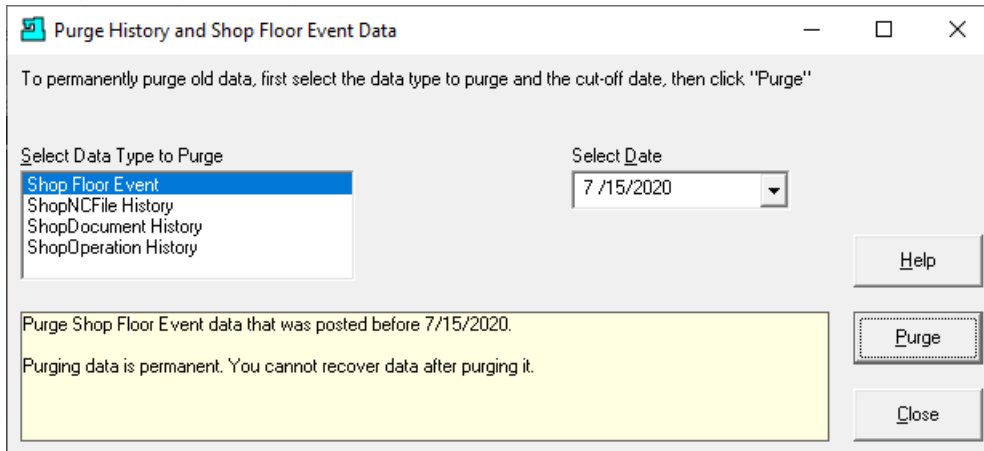 Purge History and Shop Floor Event Data
To permanently purge old data, first select the data type to purge and the cut-off date, then click "Purge"
Select Data Type to Purge
Shop Floor Event
ShopNCFile History
ShopDocument History
ShopOperation History
Select Date
7 /15/2020
Help
Purge Shop Floor Event data that was posted before 7/15/2020.
Purging data is permanent. You cannot recover data after purging it.
Purge
Close